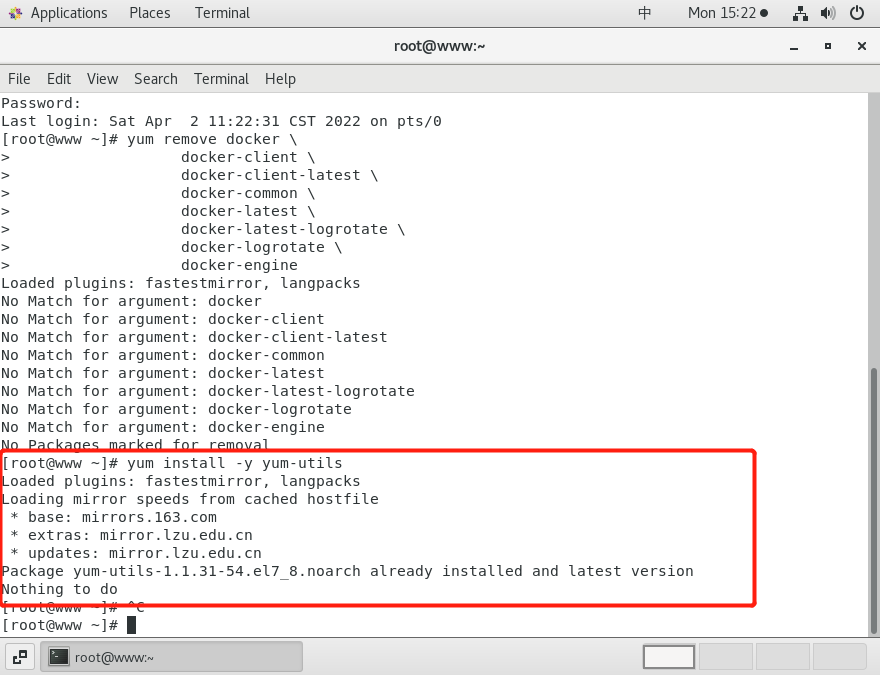 Applications Places Terminal 中 Mon 15:22
root@www:~
File Edit View Search Terminal Help
Password:
Last login: Sat Apr  2 11:22:31 CST 2022 on pts/0
[root@www ~]# yum remove docker \
>                   docker-client \
>                   docker-client-latest \
>                   docker-common \
>                   docker-latest \
>                   docker-latest-logrotate \
>                   docker-logrotate \
>                   docker-engine
Loaded plugins: fastestmirror, langpacks
No Match for argument: docker
No Match for argument: docker-client
No Match for argument: docker-client-latest
No Match for argument: docker-common
No Match for argument: docker-latest
No Match for argument: docker-latest-logrotate
No Match for argument: docker-logrotate
No Match for argument: docker-engine
No Packages marked for removal
[root@www ~]# yum install -y yum-utils
Loaded plugins: fastestmirror, langpacks
Loading mirror speeds from cached hostfile
 * base: mirrors.163.com
 * extras: mirror.lzu.edu.cn
 * updates: mirror.lzu.edu.cn
Package yum-utils-1.1.31-54.el7_8.noarch already installed and latest version
Nothing to do
[root@www ~]# ^C
[root@www ~]#
root@www:~